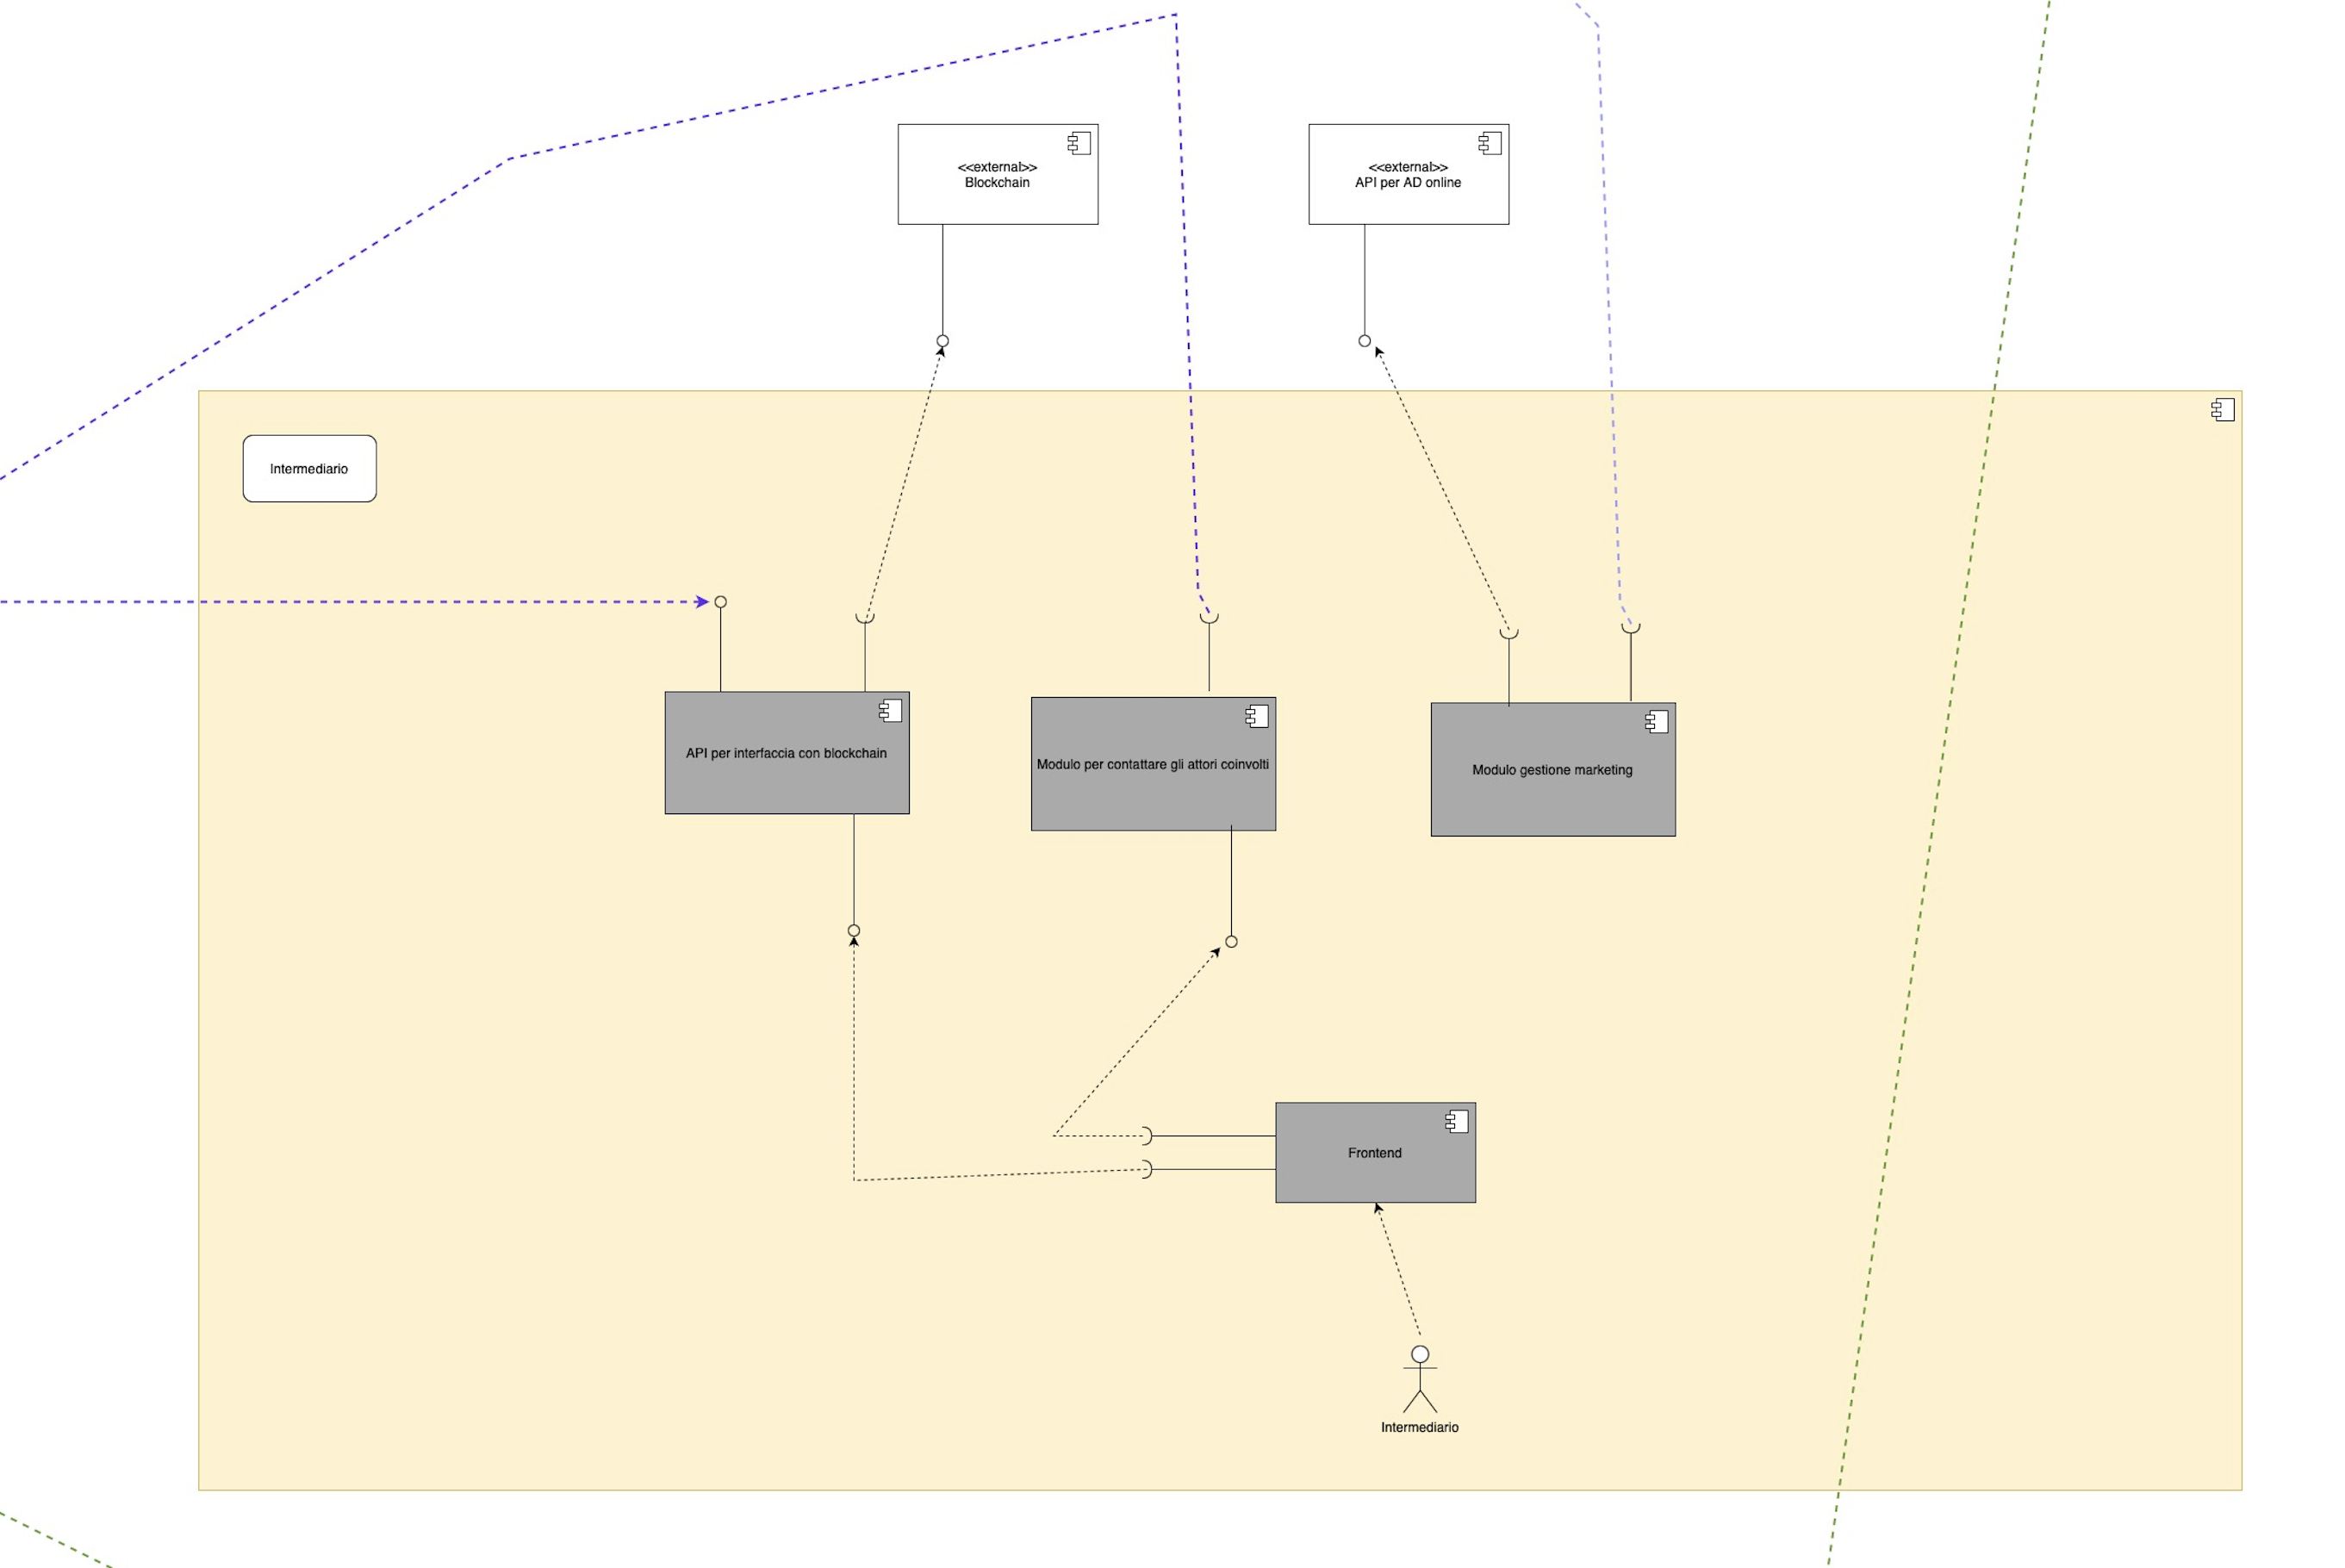 <<external>>
Blockchain
<<external>>
API per AD online
Intermediario
API per interfaccia con blockchain
Modulo per contattare gli attori coinvolti
Modulo gestione marketing
Frontend
Intermediario